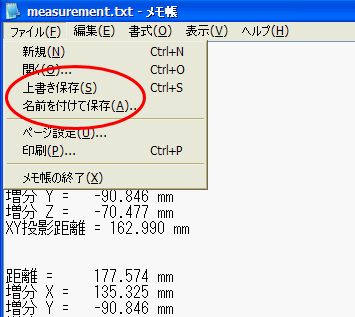 measurement.txt - メモ帳
ファイル(F) 編集(E) 書式(O) 表示(V) ヘルプ(H)
新規(N) Ctrl+N
開く(O)... Ctrl+O
上書き保存(S) Ctrl+S
名前を付けて保存(A)...
ページ設定(U)...
印刷(P)... Ctrl+P
メモ帳の終了(X)
増分 Y = -90.846 mm
増分 Z = -70.477 mm
XY投影距離 = 162.990 mm
距離 = 177.574 mm
増分 X = 135.325 mm
増分 Y = -90.846 mm